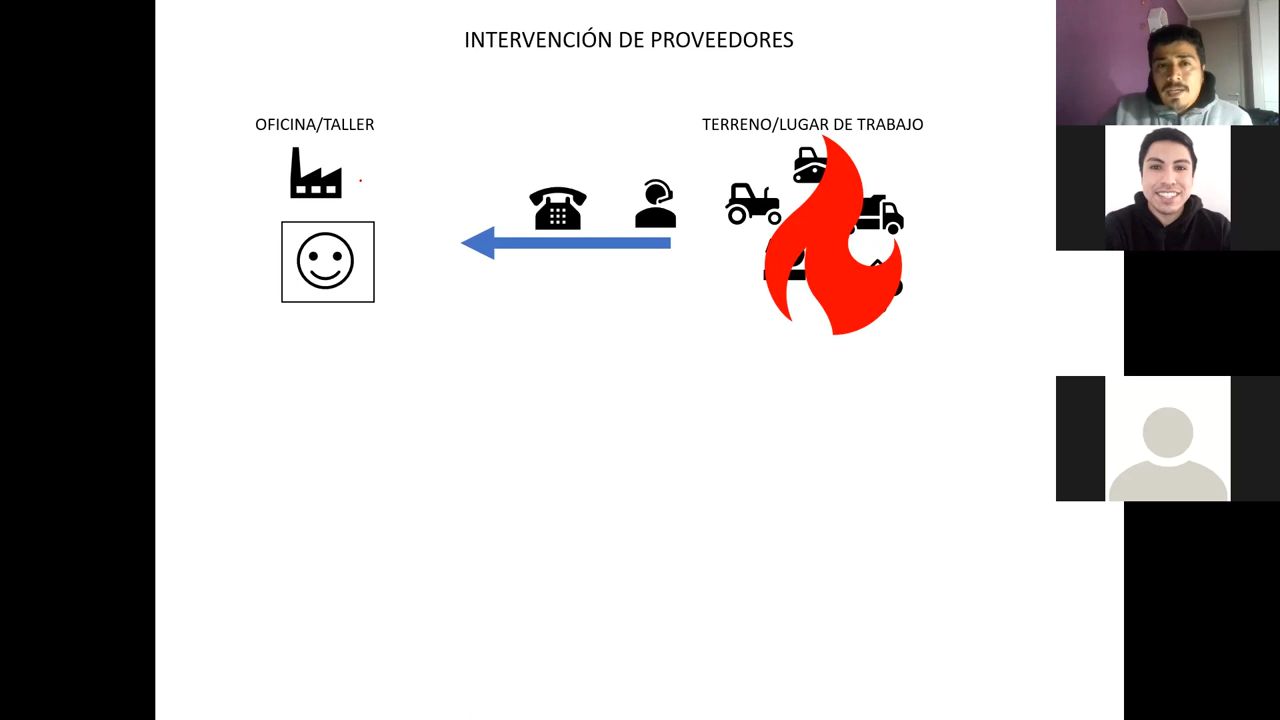 INTERVENCIÓN DE PROVEEDORES
OFICINA/TALLER
TERRENO/LUGAR DE TRABAJO